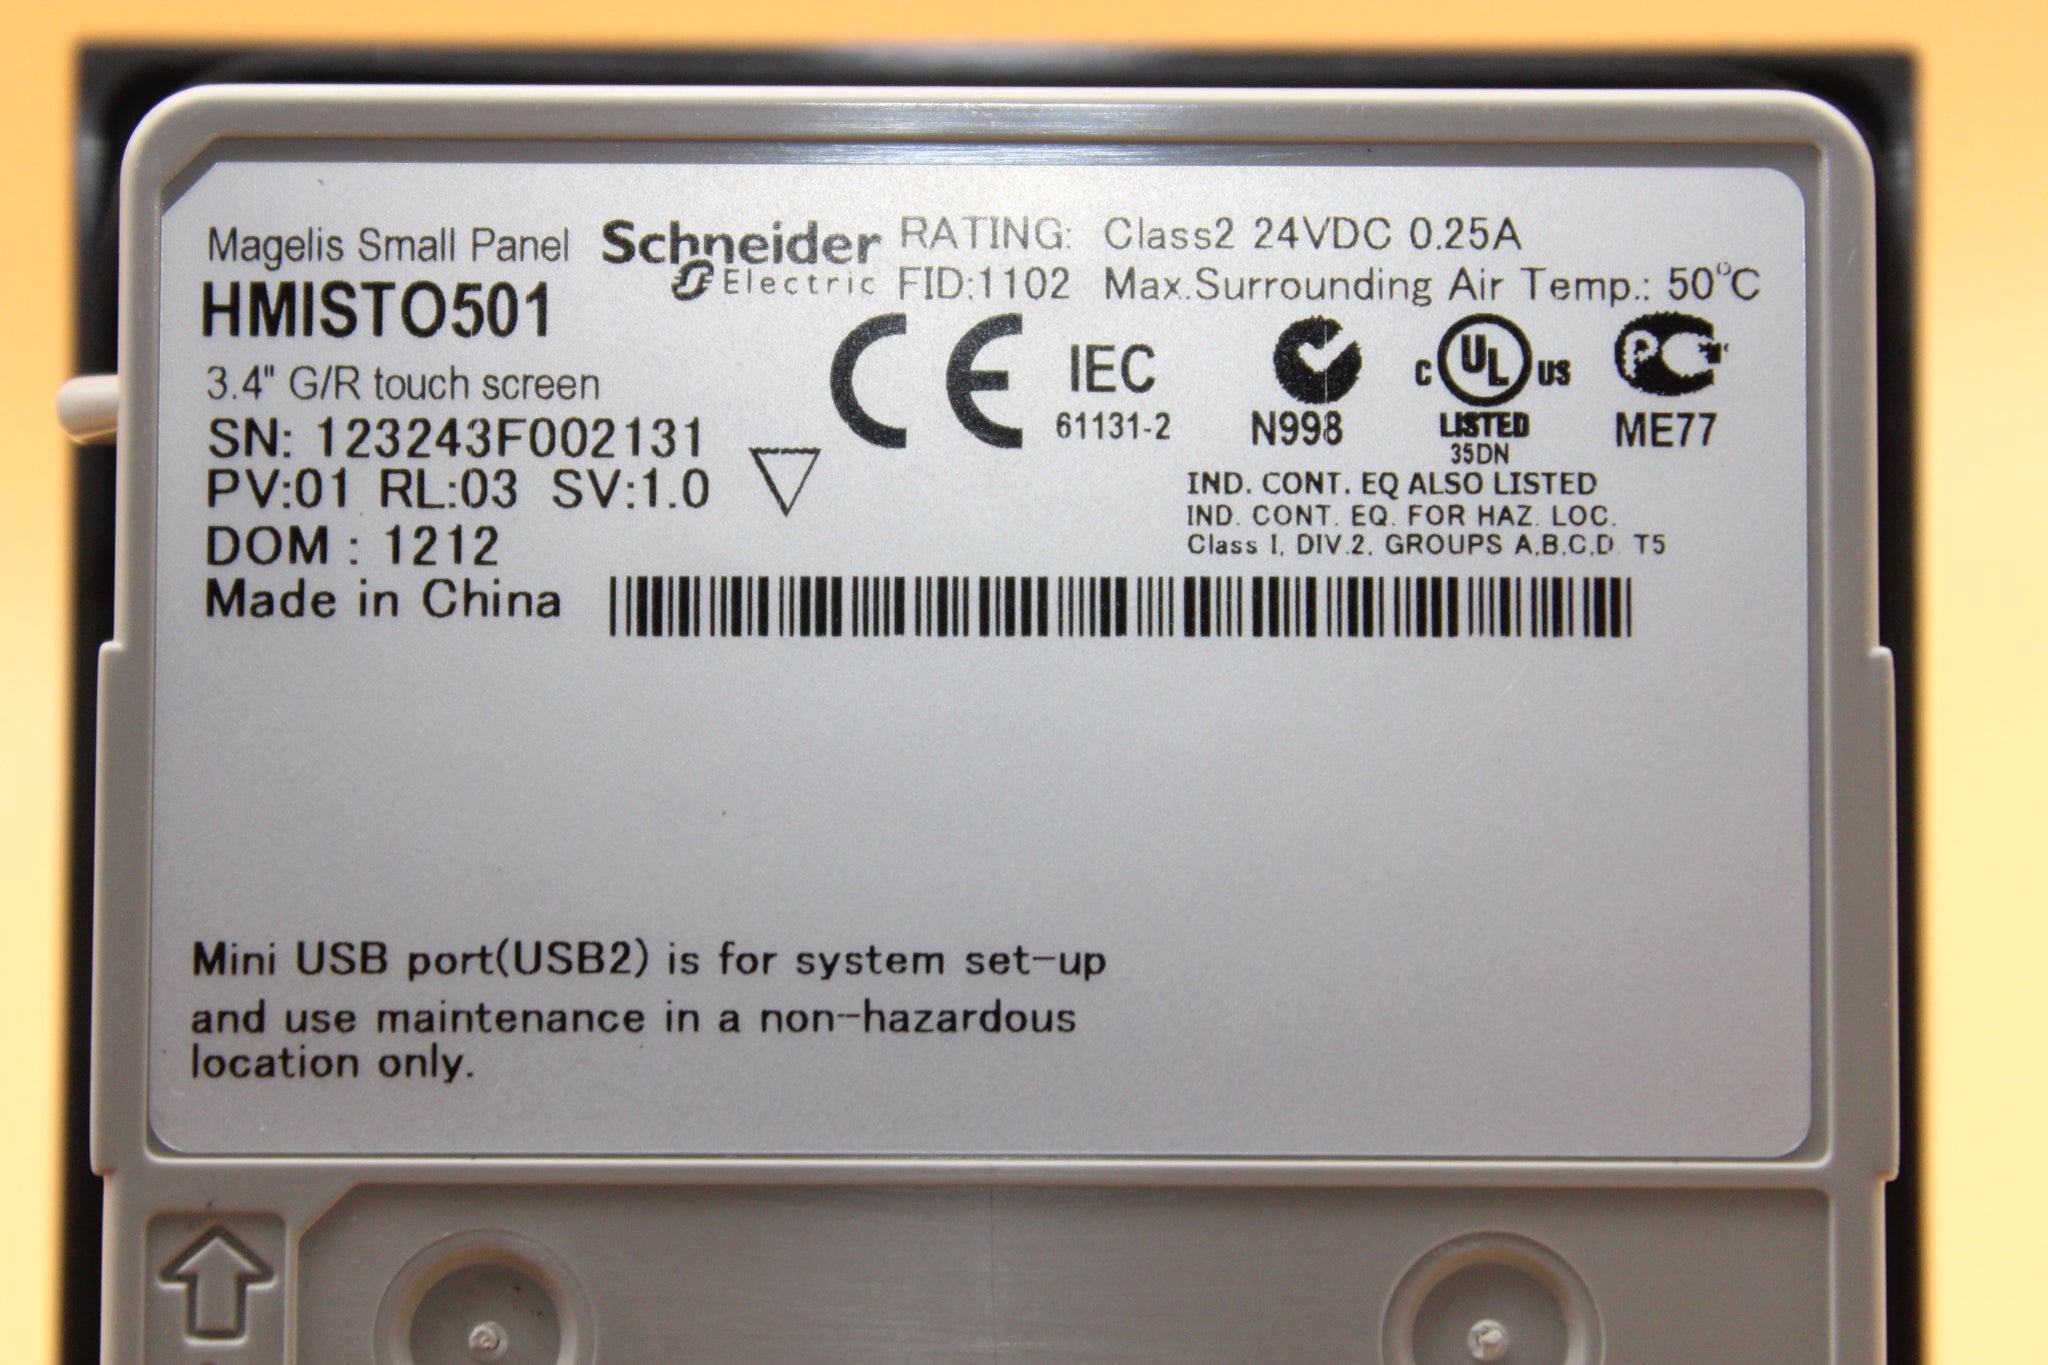 Magelis Small Panel
HMISTO501
3.4" G/R touch screen
SN: 123243F002131
PV:01 RL:03 SV:1.0
DOM : 1212
Made in China
Schneider
Electric
RATING: Class2 24VDC 0.25A
FID:1102 Max.Surrounding Air Temp.: 50°C
CE
IEC
61131-2
N998
C UL US
LISTED
35DN
PC
ME77
IND. CONT. EQ ALSO LISTED
IND. CONT. EQ. FOR HAZ. LOC.
Class I, DIV.2, GROUPS A,B,C,D T5
Mini USB port(USB2) is for system set-up
and use maintenance in a non-hazardous
location only.